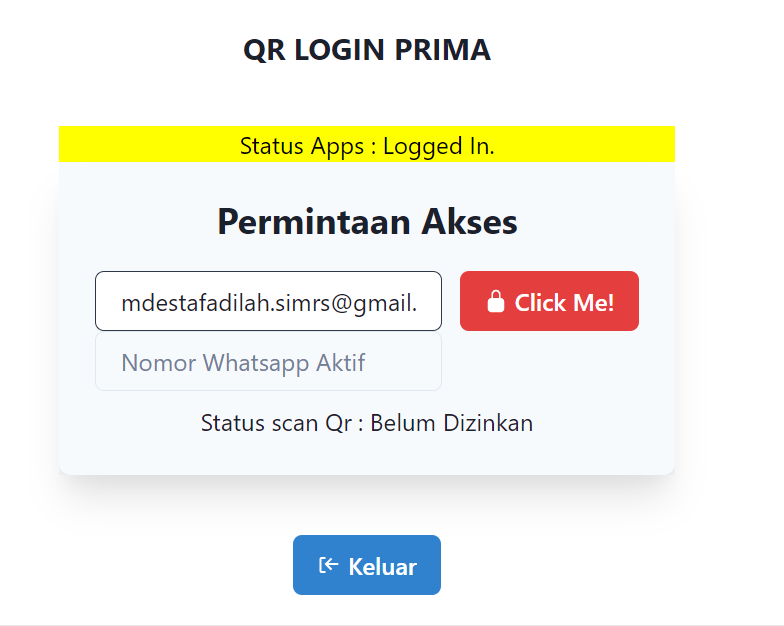 QR LOGIN PRIMA
Status Apps : Logged In.
Permintaan Akses
mdestafadilah.simrs@gmail.
Click Me!
Nomor Whatsapp Aktif
Status scan Qr : Belum Dizinkan
Keluar